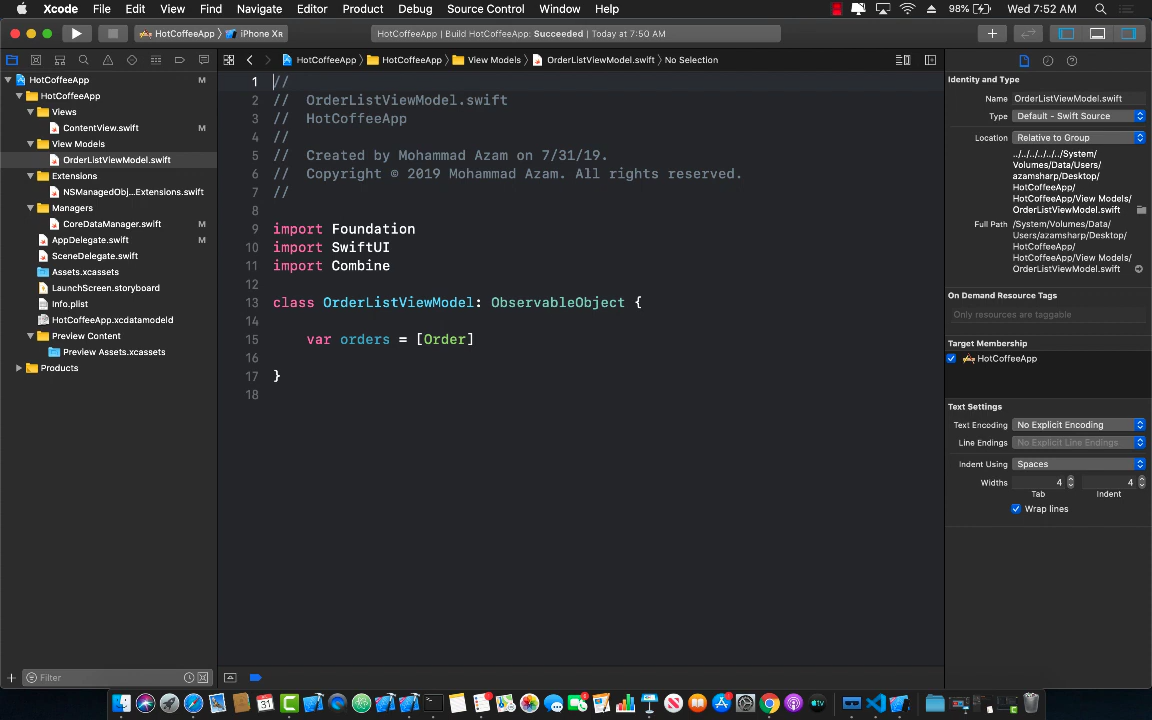 Xcode File Edit View Find Navigate Editor Product Debug Source Control Window Help 98% Wed 7:52 AM
HotCoffeeApp iPhone Xʀ HotCoffeeApp | Build HotCoffeeApp: Succeeded | Today at 7:50 AM
HotCoffeeApp HotCoffeeApp View Models OrderListViewModel.swift No Selection
HotCoffeeApp M
HotCoffeeApp
Views
ContentView.swift M
View Models
OrderListViewModel.swift
Extensions
NSManagedObj...Extensions.swift
Managers
CoreDataManager.swift M
AppDelegate.swift M
SceneDelegate.swift
Assets.xcassets
LaunchScreen.storyboard
Info.plist
HotCoffeeApp.xcdatamodeld
Preview Content
Preview Assets.xcassets
Products
Filter
1 //
2 // OrderListViewModel.swift
3 // HotCoffeeApp
4 //
5 // Created by Mohammad Azam on 7/31/19.
6 // Copyright © 2019 Mohammad Azam. All rights reserved.
7 //
8
9 import Foundation
10 import SwiftUI
11 import Combine
12
13 class OrderListViewModel: ObservableObject {
14
15 var orders = [Order]
16
17 }
18
Identity and Type
Name OrderListViewModel.swift
Type Default - Swift Source
Location Relative to Group
../../../../../../System/
Volumes/Data/Users/
azamsharp/Desktop/
HotCoffeeApp/
HotCoffeeApp/View Models/
OrderListViewModel.swift
Full Path /System/Volumes/Data/
Users/azamsharp/Desktop/
HotCoffeeApp/
HotCoffeeApp/View Models/
OrderListViewModel.swift
On Demand Resource Tags
Only resources are taggable
Target Membership
HotCoffeeApp
Text Settings
Text Encoding No Explicit Encoding
Line Endings No Explicit Line Endings
Indent Using Spaces
Widths 4 4
Tab Indent
Wrap lines